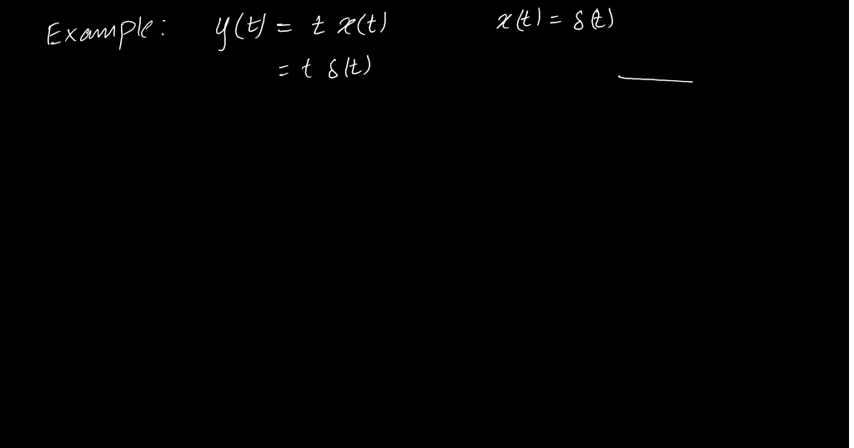 Example: y(t) = t x(t) x(t) = δ(t)
= t δ(t)